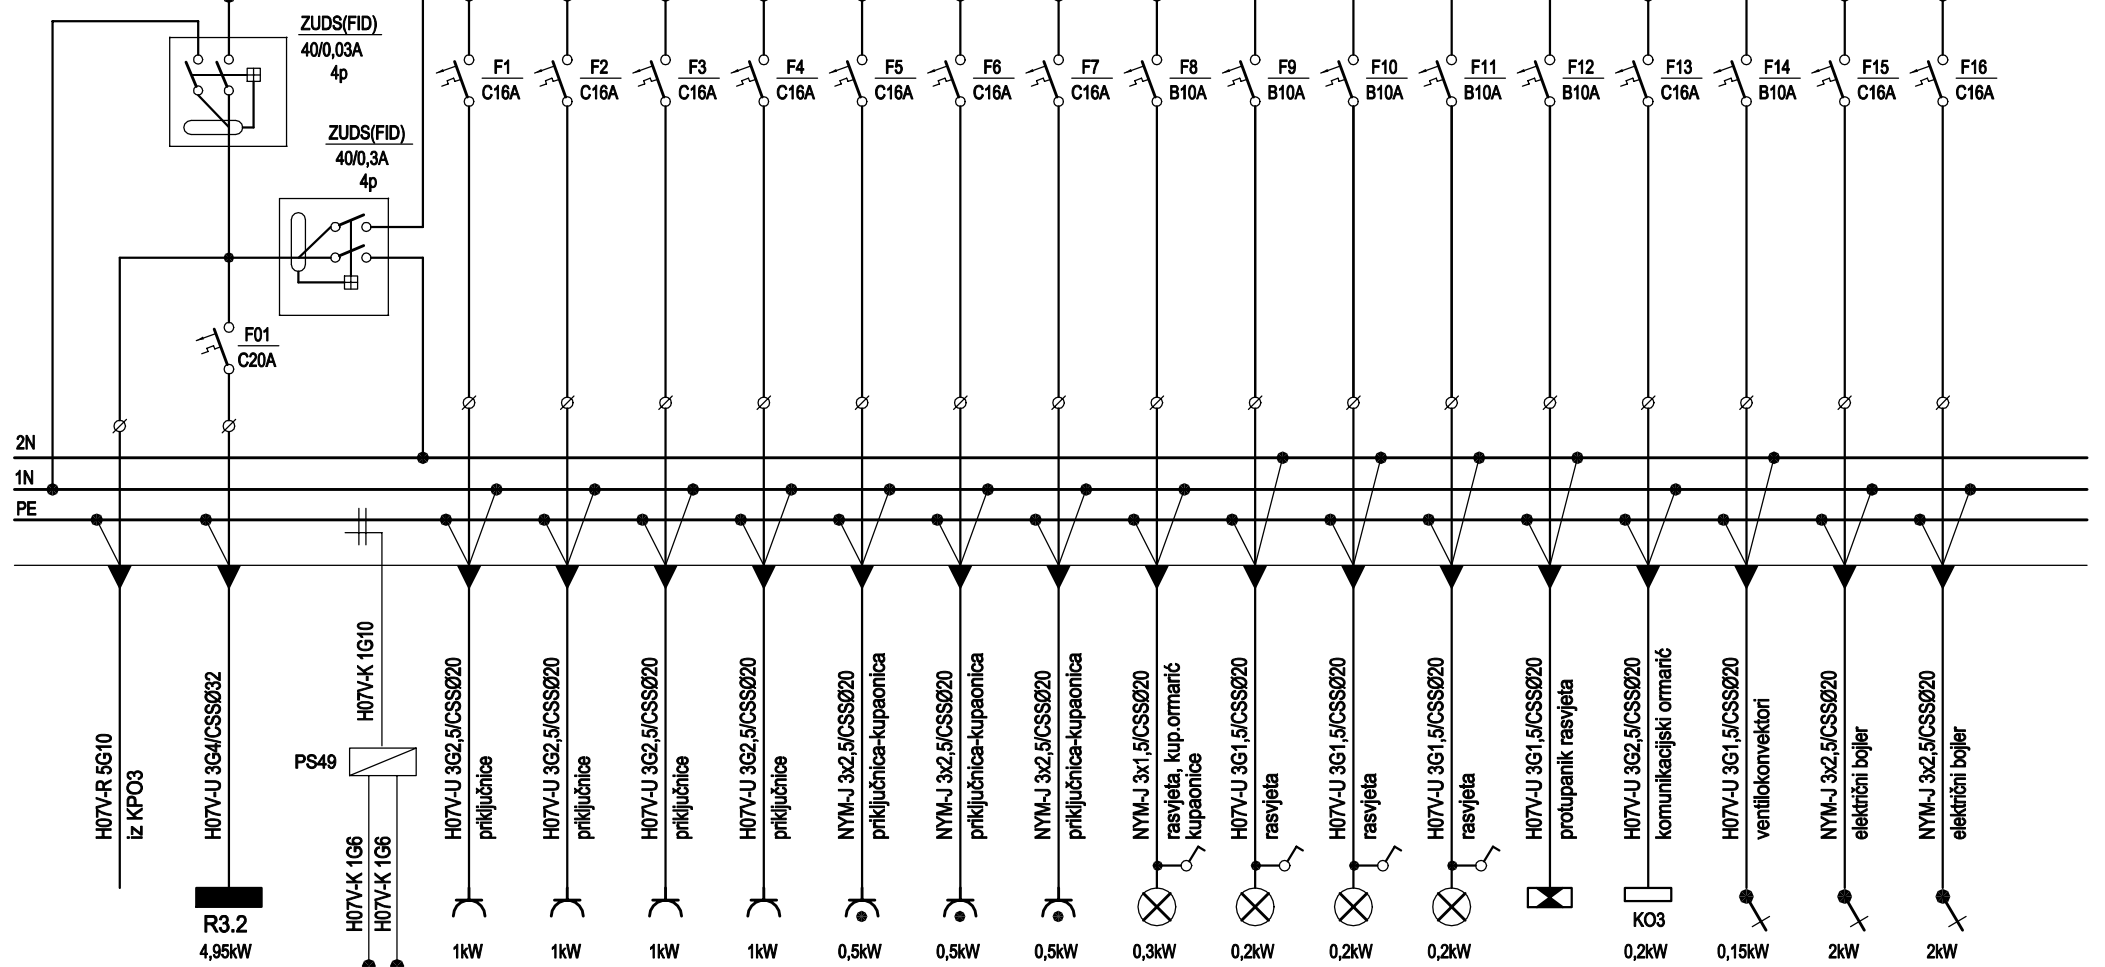 ZUDS(FID)
40/0,03A
4p
ZUDS(FID)
40/0,3A
4p
F01
C20A
F1
C16A
F2
C16A
F3
C16A
F4
C16A
F5
C16A
F6
C16A
F7
C16A
F8
B10A
F9
B10A
F10
B10A
F11
B10A
F12
B10A
F13
C16A
F14
B10A
F15
C16A
F16
C16A
2N
1N
PE
H07V-R 5G10
iz KPO3
H07V-U 3G4/CSSØ32
R3.2
4,95kW
H07V-K 1G10
PS49
H07V-K 1G6
H07V-K 1G6
H07V-U 3G2,5/CSSØ20
priključnice
1kW
H07V-U 3G2,5/CSSØ20
priključnice
1kW
H07V-U 3G2,5/CSSØ20
priključnice
1kW
H07V-U 3G2,5/CSSØ20
priključnice
1kW
NYM-J 3x2,5/CSSØ20
priključnica-kupaonica
0,5kW
NYM-J 3x2,5/CSSØ20
priključnica-kupaonica
0,5kW
NYM-J 3x2,5/CSSØ20
priključnica-kupaonica
0,5kW
NYM-J 3x1,5/CSSØ20
rasvjeta, kup.ormarić
kupaonice
0,3kW
H07V-U 3G1,5/CSSØ20
rasvjeta
0,2kW
H07V-U 3G1,5/CSSØ20
rasvjeta
0,2kW
H07V-U 3G1,5/CSSØ20
rasvjeta
0,2kW
H07V-U 3G1,5/CSSØ20
protupanik rasvjeta
H07V-U 3G2,5/CSSØ20
komunikacijski ormarić
KO3
0,2kW
H07V-U 3G1,5/CSSØ20
ventilokonvektori
0,15kW
NYM-J 3x2,5/CSSØ20
električni bojler
2kW
NYM-J 3x2,5/CSSØ20
električni bojler
2kW